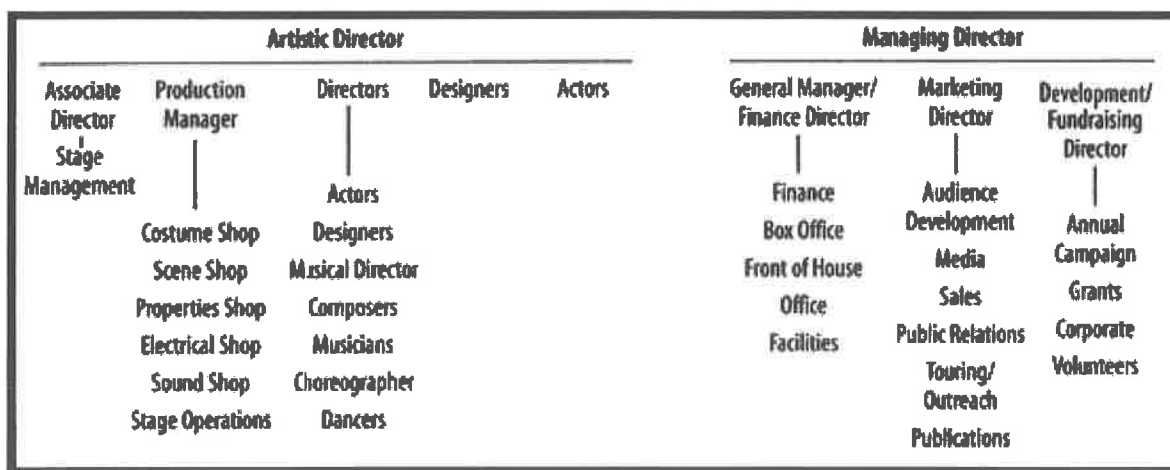 Artistic Director
Associate
Director
Stage
Management
Production
Manager
Costume Shop
Scene Shop
Properties Shop
Electrical Shop
Sound Shop
Stage Operations
Directors
Actors
Designers
Musical Director
Composers
Musicians
Choreographer
Dancers
Designers
Actors
Managing Director
General Manager/
Finance Director
Finance
Box Office
Front of House
Office
Facilities
Marketing
Director
Audience
Development
Media
Sales
Public Relations
Touring/
Outreach
Publications
Development/
Fundraising
Director
Annual
Campaign
Grants
Corporate
Volunteers